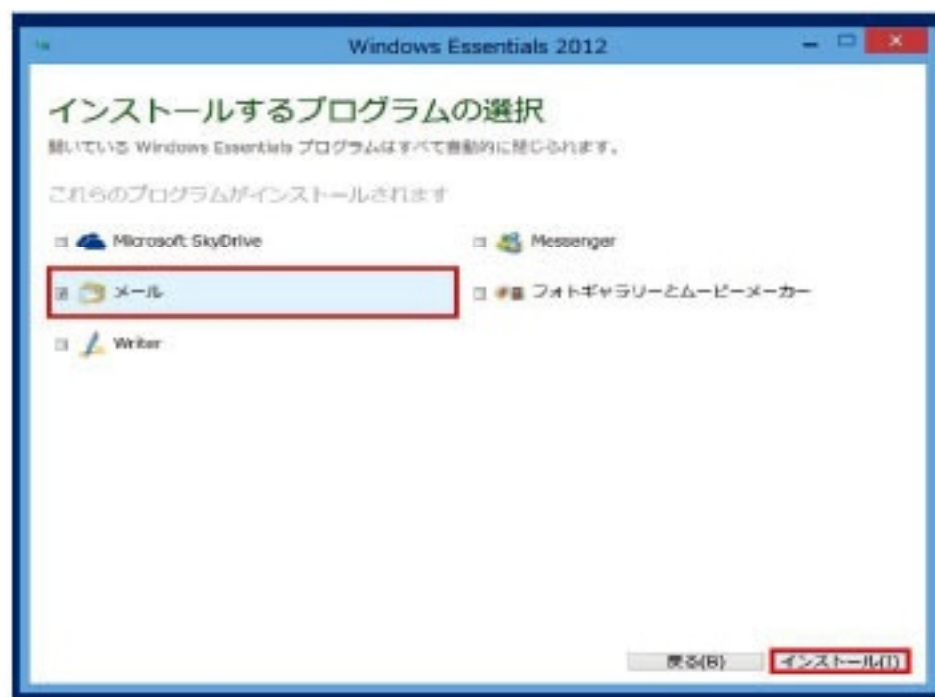 Windows Essentials 2012
インストールするプログラムの選択
開いている Windows Essentials プログラムはすべて自動的に閉じられます。
これらのプログラムがインストールされます
Microsoft SkyDrive
Messenger
メール
フォトギャラリーとムービーメーカー
Writer
戻る(B)
インストール(I)